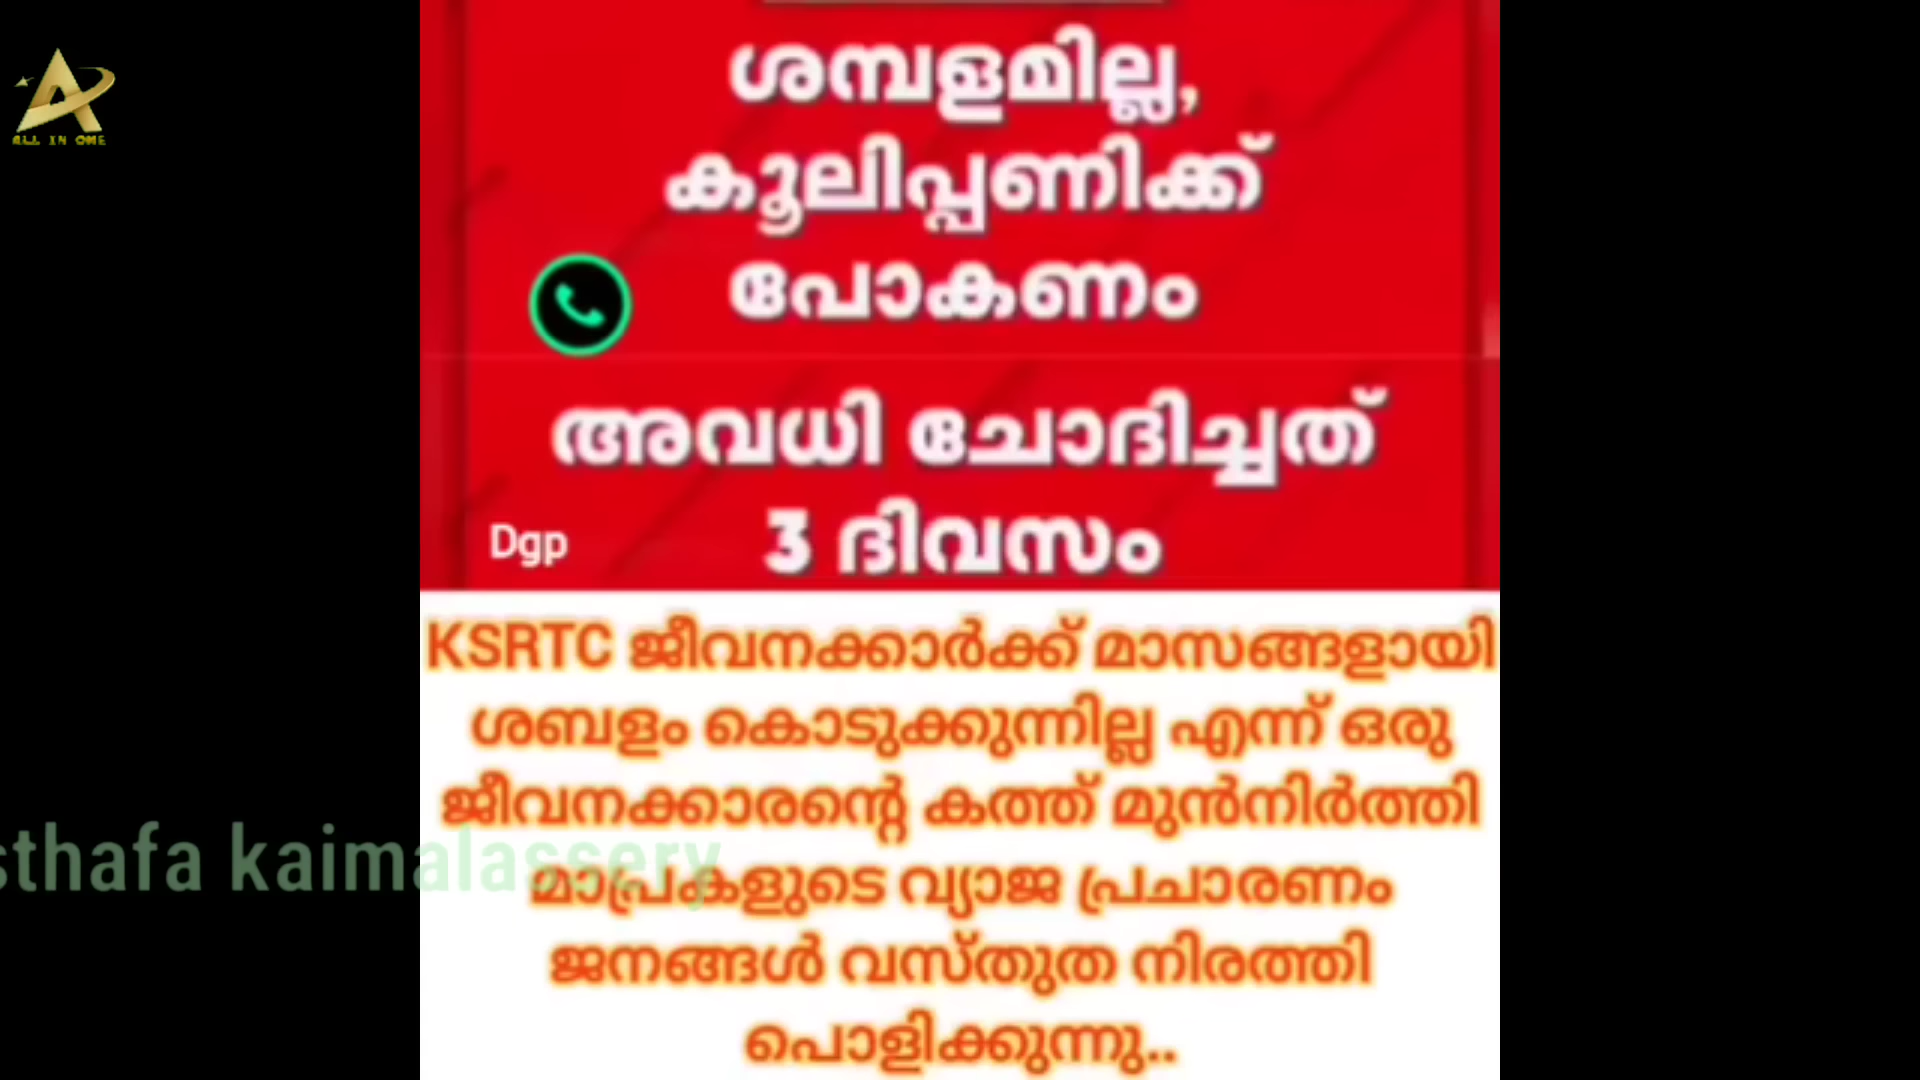 ALL IN ONE
ശമ്പളമില്ല,
കൂലിപ്പണിക്ക്
പോകണം
അവധി ചോദിച്ചത്
3 ദിവസം
Dgp
KSRTC ജീവനക്കാർക്ക് മാസങ്ങളായി
ശബളം കൊടുക്കുന്നില്ല എന്ന് ഒരു
ജീവനക്കാരന്റെ കത്ത് മുൻനിർത്തി
മാപ്രകളുടെ വ്യാജ പ്രചാരണം
ജനങ്ങൾ വസ്തുത നിരത്തി
പൊളിക്കുന്നു..
sthafa kaimalassery